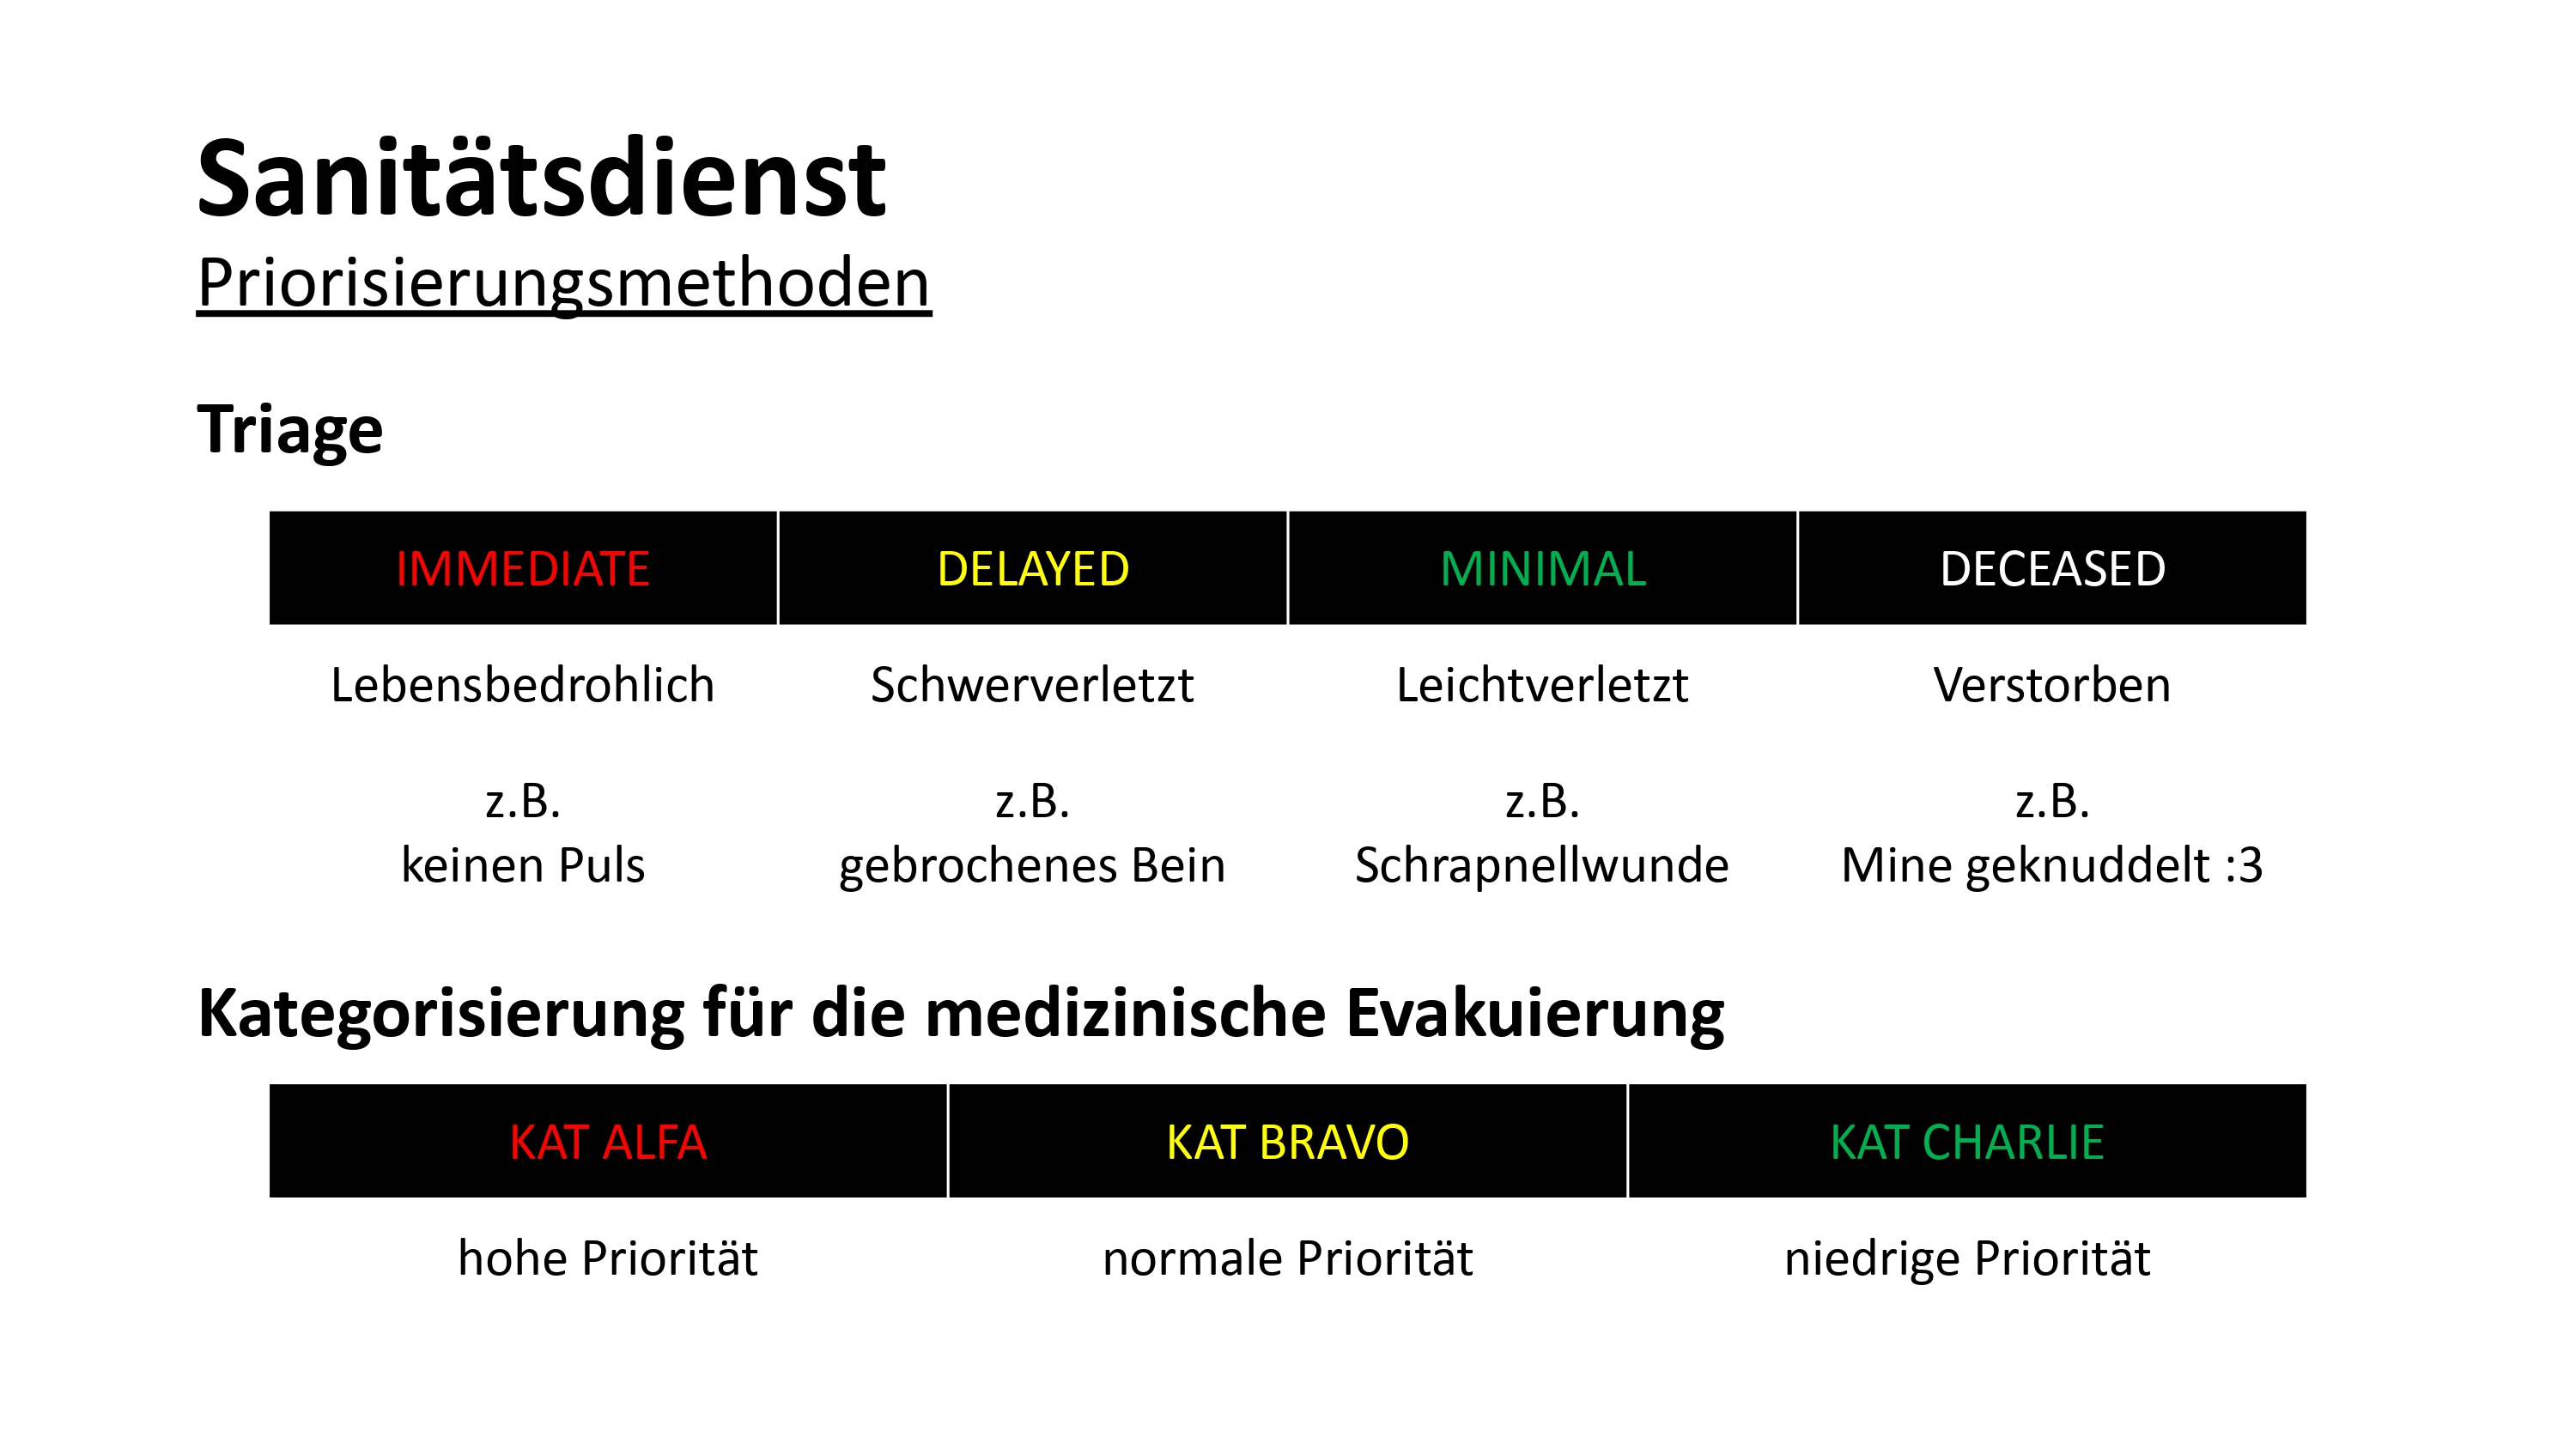 Sanitätsdienst
Priorisierungsmethoden
Triage
IMMEDIATE DELAYED MINIMAL DECEASED
Lebensbedrohlich Schwerverletzt Leichtverletzt Verstorben
z.B. z.B. z.B. z.B.
keinen Puls gebrochenes Bein Schrapnellwunde Mine geknuddelt :3
Kategorisierung für die medizinische Evakuierung
KAT ALFA KAT BRAVO KAT CHARLIE
hohe Priorität normale Priorität niedrige Priorität